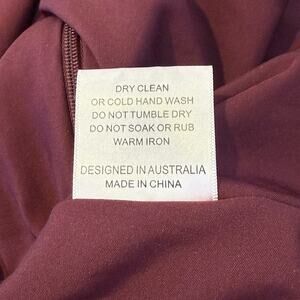 DRY CLEAN
OR COLD HAND WASH
DO NOT TUMBLE DRY
DO NOT SOAK OR RUB
WARM IRON
DESIGNED IN AUSTRALIA
MADE IN CHINA